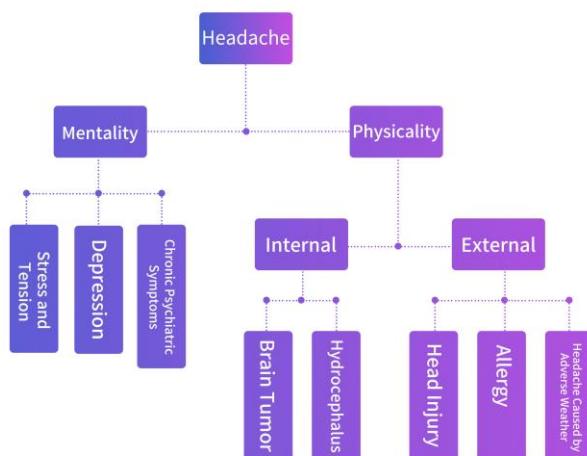 Headache
Mentality
Physicality
Stress and
Tension
Depression
Chronic Psychiatric
Symptoms
Internal
External
Brain Tumor
Hydrocephalus
Head Injury
Allergy
Headache Caused by
Adverse Weather